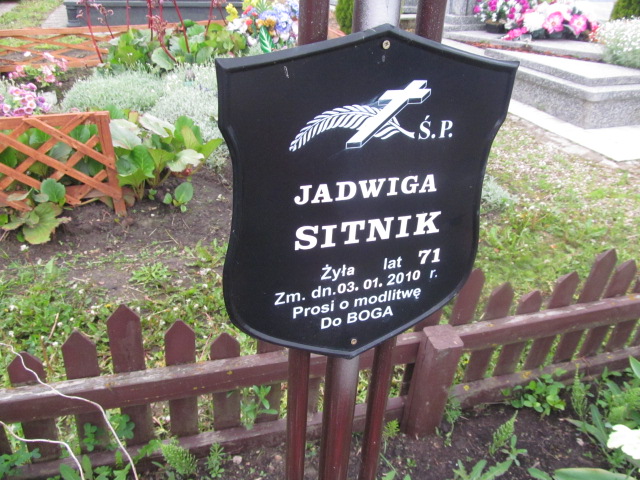 Ś.P.
JADWIGA
SITNIK
Żyła lat 71
Zm. dn. 03. 01. 2010 r.
Prosi o modlitwę
Do BOGA